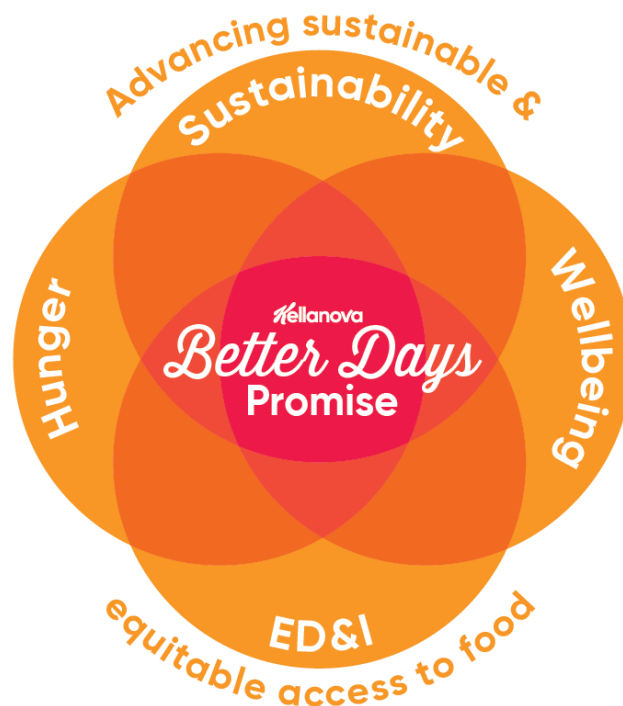 Advancing sustainable &
Sustainability
Hunger
Wellbeing
Kellanova
Better Days
Promise
ED&I
equitable access to food